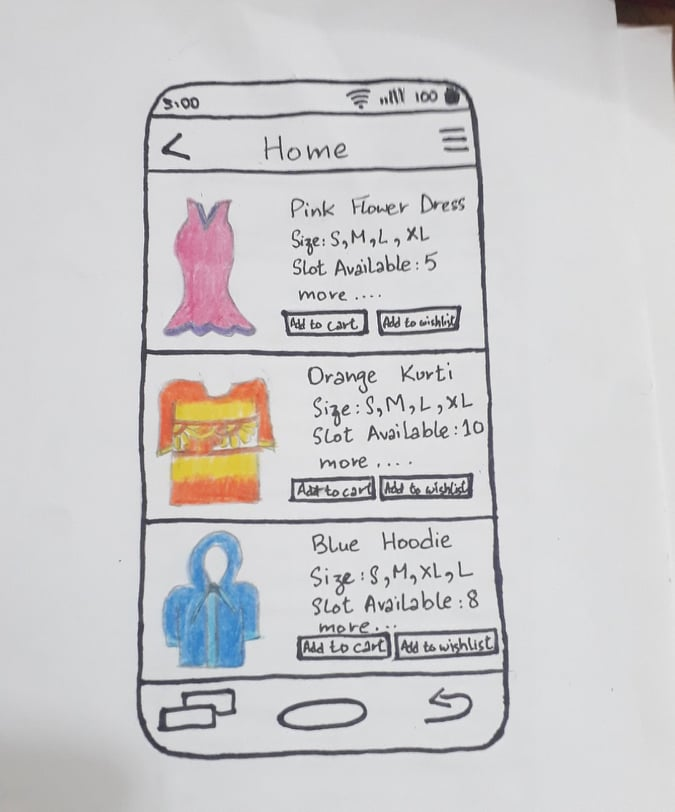 3:00 100
Home
Pink Flower Dress
Size: S, M, L, XL
Slot Available: 5
more ....
Add to cart Add to wishlist
Orange Kurti
Size: S, M, L, XL
Slot Available: 10
more ....
Add to cart Add to wishlist
Blue Hoodie
Size: S, M, XL, L
Slot Available: 8
more...
Add to cart Add to wishlist